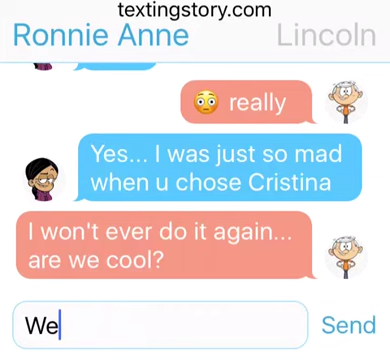 textingstory.com
Ronnie Anne Lincoln
😳 really
Yes... I was just so mad
when u chose Cristina
I won't ever do it again...
are we cool?
We Send